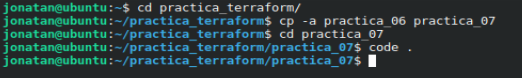 jonatan@ubuntu:~$ cd practica_terraform/
jonatan@ubuntu:~/practica_terraform$ cp -a practica_06 practica_07
jonatan@ubuntu:~/practica_terraform$ cd practica_07
jonatan@ubuntu:~/practica_terraform/practica_07$ code .
jonatan@ubuntu:~/practica_terraform/practica_07$